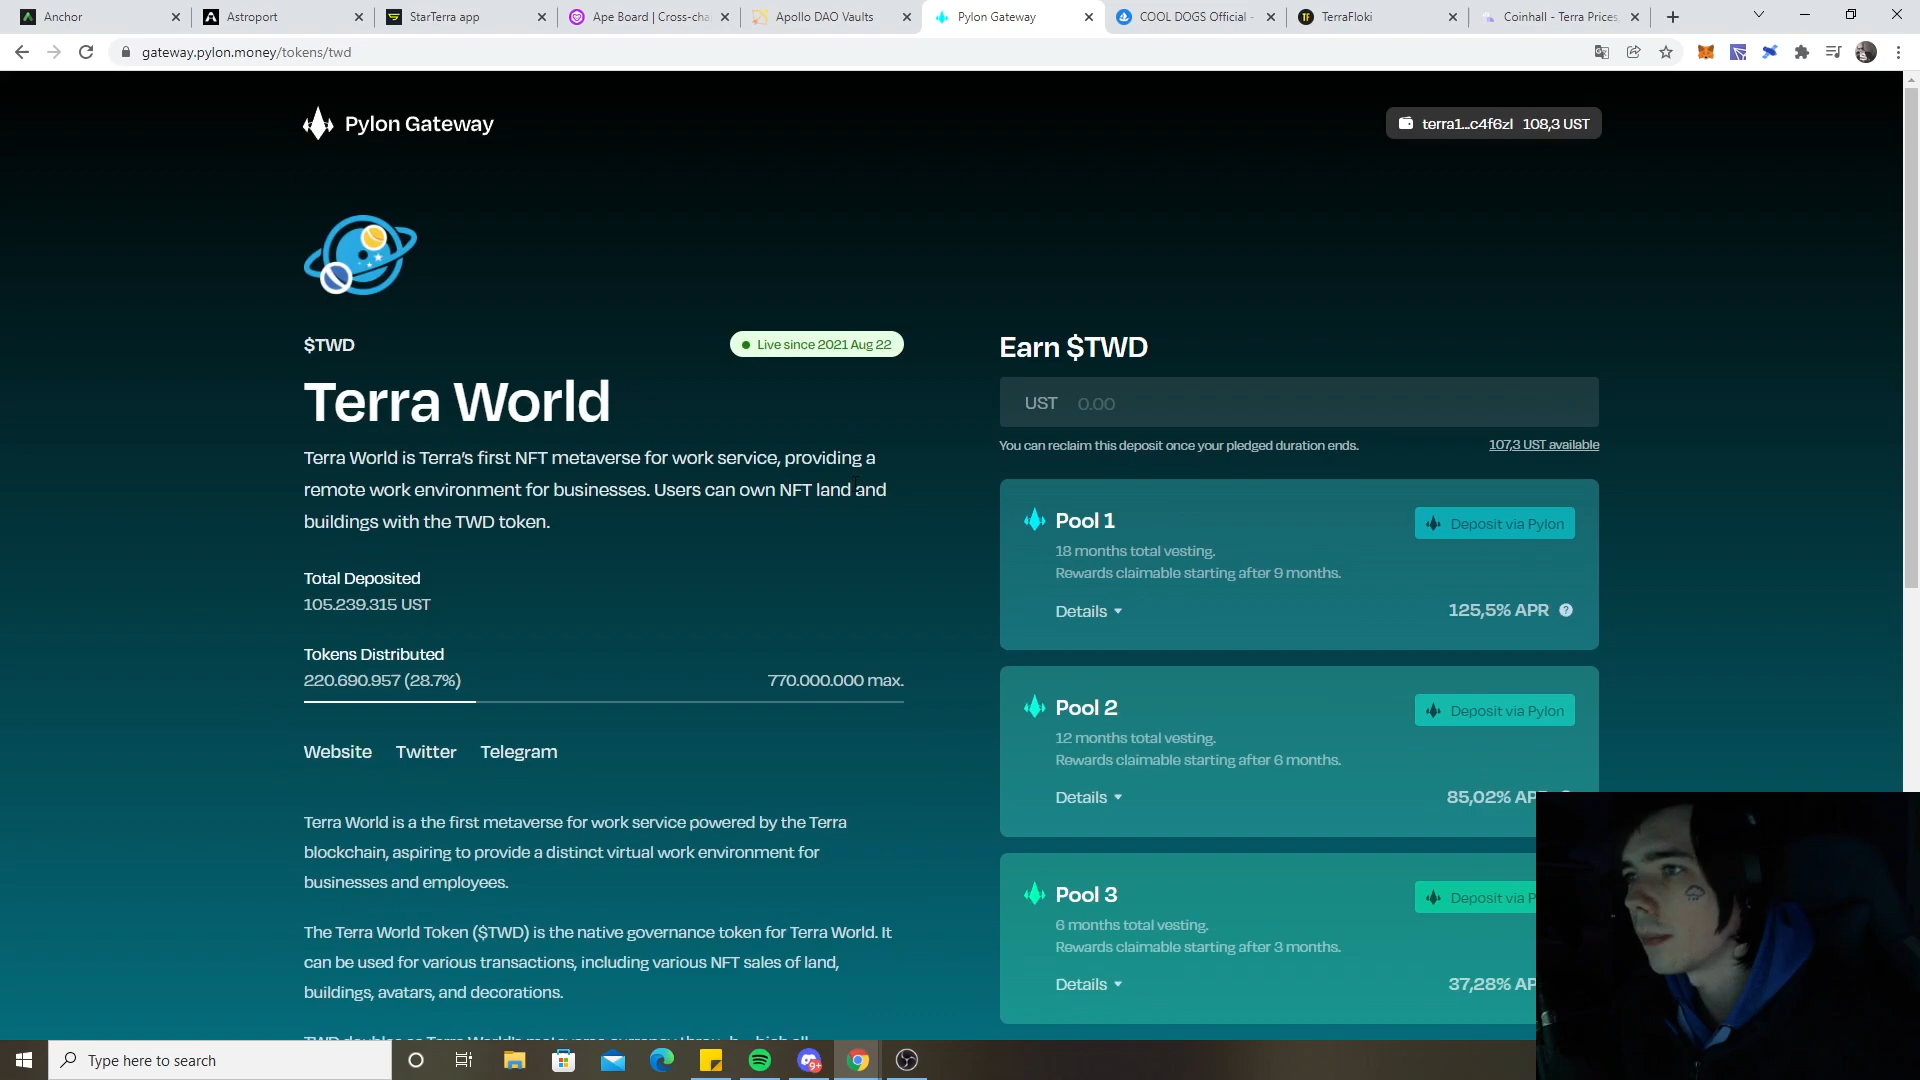 Anchor
Astroport
StarTerra app
Ape Board | Cross-cha
Apollo DAO Vaults
Pylon Gateway
COOL DOGS Official -
TerraFloki
Coinhall - Terra Prices
gateway.pylon.money/tokens/twd
Pylon Gateway
terra1...c4f6zl 108,3 UST
$TWD
Live since 2021 Aug 22
Terra World
Terra World is Terra's first NFT metaverse for work service, providing a
remote work environment for businesses. Users can own NFT land and
buildings with the TWD token.
Total Deposited
105.239.315 UST
Tokens Distributed
220.690.957 (28.7%)
770.000.000 max.
Website Twitter Telegram
Terra World is a the first metaverse for work service powered by the Terra
blockchain, aspiring to provide a distinct virtual work environment for
businesses and employees.
The Terra World Token ($TWD) is the native governance token for Terra World. It
can be used for various transactions, including various NFT sales of land,
buildings, avatars, and decorations.
Earn $TWD
UST 0.00
You can reclaim this deposit once your pledged duration ends.
107,3 UST available
Pool 1
Deposit via Pylon
18 months total vesting.
Rewards claimable starting after 9 months.
Details
125,5% APR
Pool 2
Deposit via Pylon
12 months total vesting.
Rewards claimable starting after 6 months.
Details
85,02% AP
Pool 3
Deposit via P
6 months total vesting.
Rewards claimable starting after 3 months.
Details
37,28% AP
Type here to search
9+